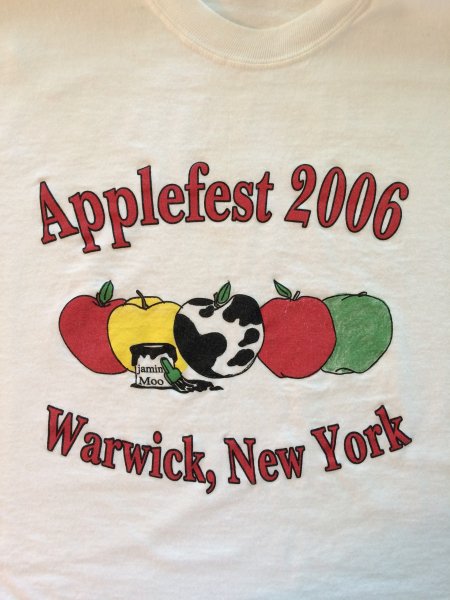 Applefest 2006
jamin
Moo
Warwick, New York